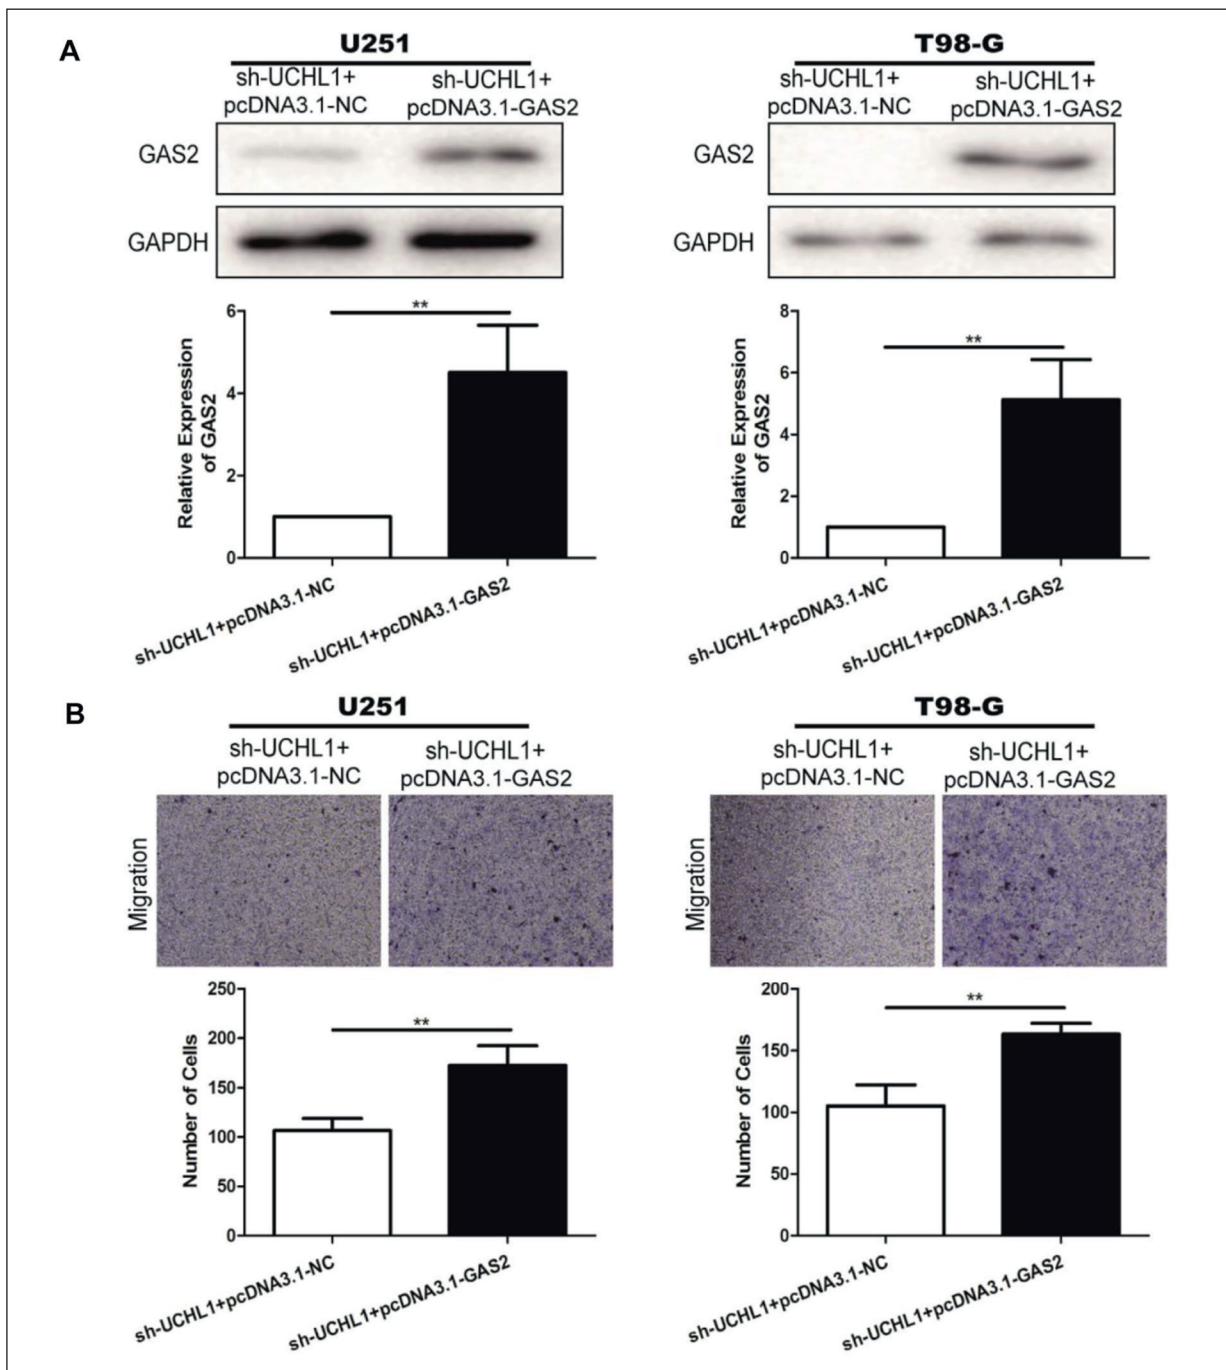 A
U251
sh-UCHL1+
pcDNA3.1-NC
sh-UCHL1+
pcDNA3.1-GAS2
GAS2
GAPDH
**
Relative Expression
of GAS2
6
4
2
0
sh-UCHL1+pcDNA3.1-NC
sh-UCHL1+pcDNA3.1-GAS2
T98-G
sh-UCHL1+
pcDNA3.1-NC
sh-UCHL1+
pcDNA3.1-GAS2
GAS2
GAPDH
**
Relative Expression
of GAS2
8
6
4
2
0
sh-UCHL1+pcDNA3.1-NC
sh-UCHL1+pcDNA3.1-GAS2
B
U251
sh-UCHL1+
pcDNA3.1-NC
sh-UCHL1+
pcDNA3.1-GAS2
Migration
**
Number of Cells
250
200
150
100
50
0
sh-UCHL1+pcDNA3.1-NC
sh-UCHL1+pcDNA3.1-GAS2
T98-G
sh-UCHL1+
pcDNA3.1-NC
sh-UCHL1+
pcDNA3.1-GAS2
Migration
**
Number of Cells
200
150
100
50
0
sh-UCHL1+pcDNA3.1-NC
sh-UCHL1+pcDNA3.1-GAS2